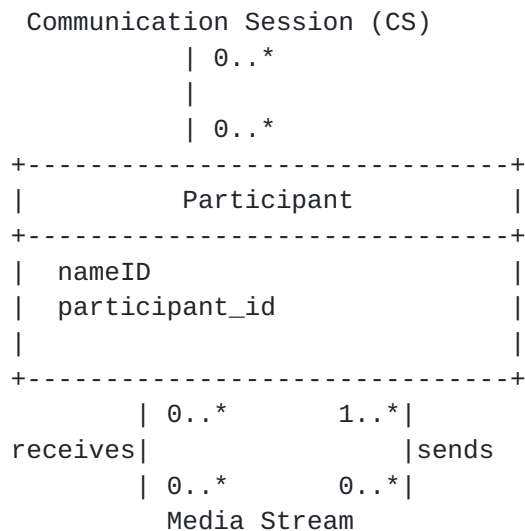 Communication Session (CS)
| 0..*
|
| 0..*
+-------------------------------+
| Participant |
+-------------------------------+
| nameID |
| participant_id |
| |
+-------------------------------+
| 0..* 1..*|
receives| |sends
| 0..* 0..*|
Media Stream